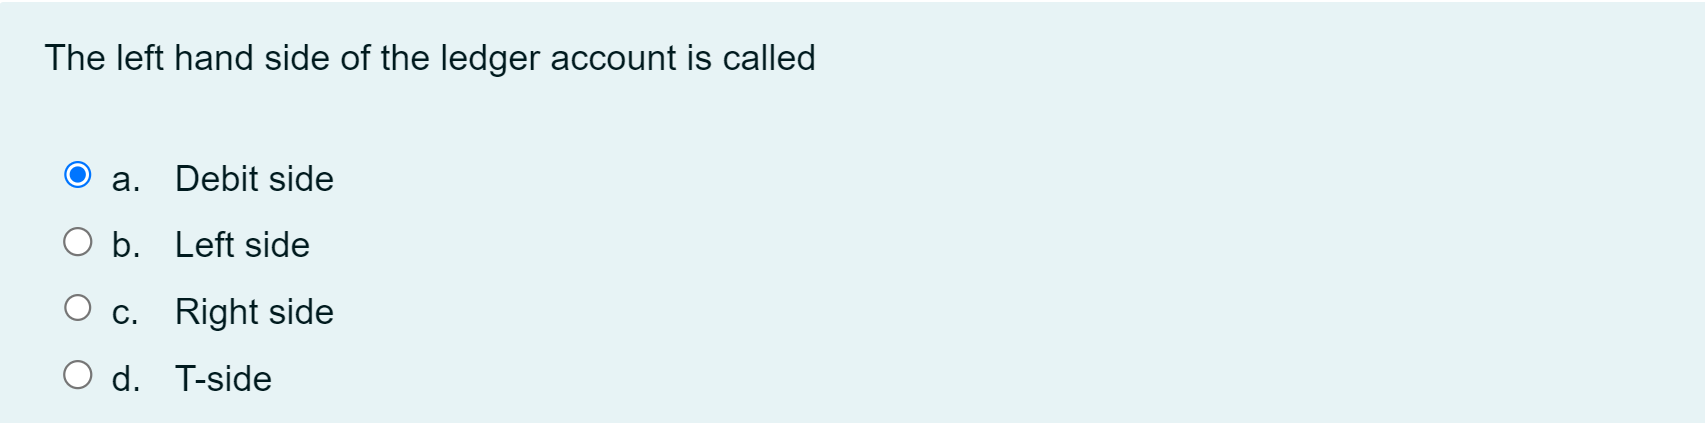 The left hand side of the ledger account is called
a. Debit side
b. Left side
c. Right side
d. T-side